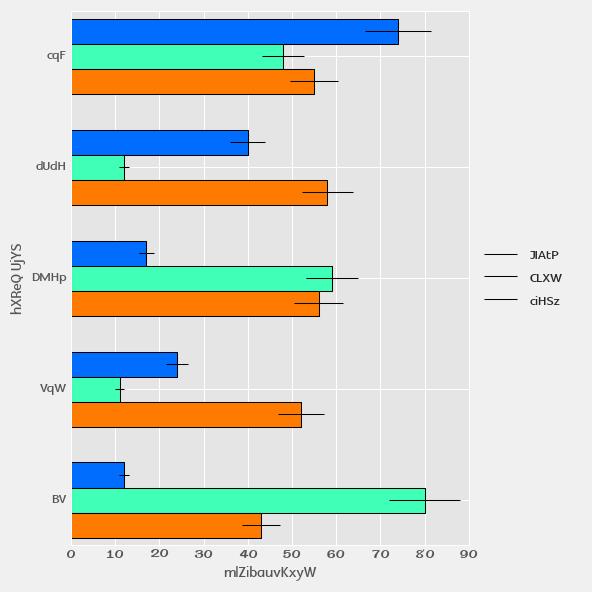 cqF
dUdH
DMHp
VqW
BV
hXReQ UjYS
0 10 20 30 40 50 60 70 80 90
mlZibauvKxyW
JIAtP
CLXW
ciHSz